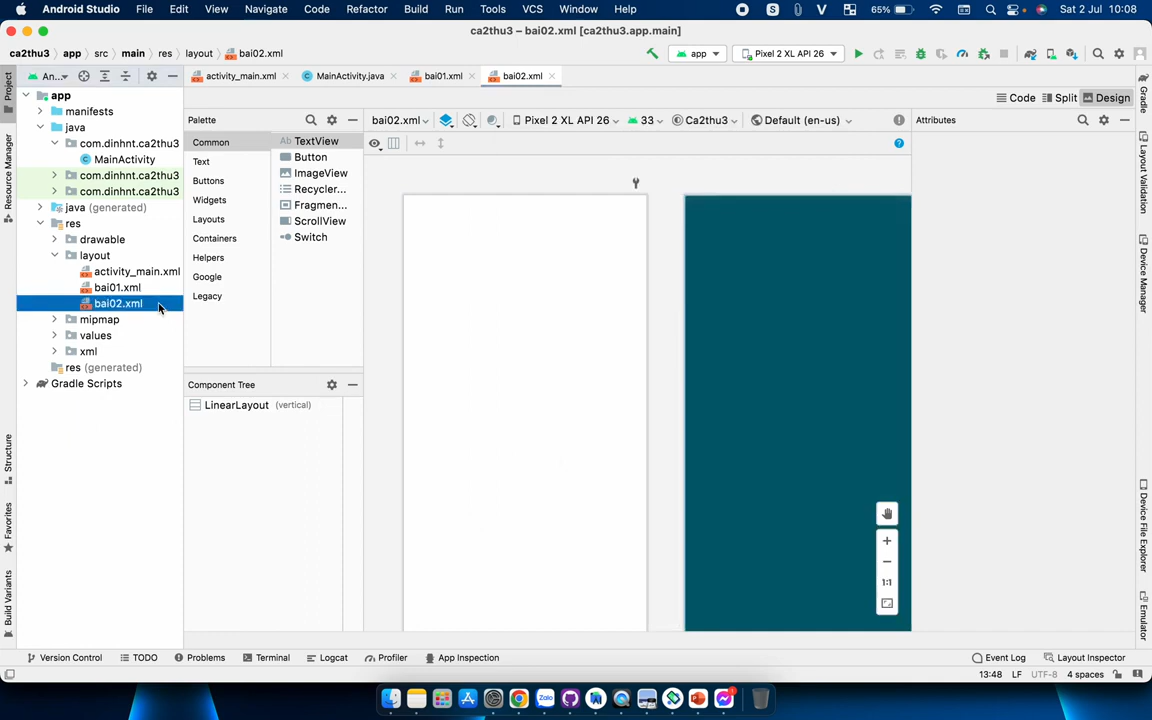 Android Studio File Edit View Navigate Code Refactor Build Run Tools VCS Window Help 65% Sat 2 Jul 10:08
ca2thu3 – bai02.xml [ca2thu3.app.main]
ca2thu3 app src main res layout bai02.xml app Pixel 2 XL API 26
Project An... activity_main.xml MainActivity.java bai01.xml bai02.xml Gradle
app Code Split Design
manifests Palette bai02.xml Pixel 2 XL API 26 33 Ca2thu3 Default (en-us) Attributes
java Common Ab TextView
com.dinhnt.ca2thu3 Text Button
MainActivity Buttons ImageView
com.dinhnt.ca2thu3 Widgets Recycler...
com.dinhnt.ca2thu3 Layouts Fragmen...
java (generated) Containers ScrollView
res Helpers Switch
drawable Google
layout Legacy
activity_main.xml
bai01.xml
bai02.xml
mipmap
values
xml
res (generated)
Gradle Scripts
Component Tree
LinearLayout (vertical)
Resource Manager
Structure
Favorites
Build Variants
Layout Validation
Device Manager
Device File Explorer
Emulator
1:1
Version Control TODO Problems Terminal Logcat Profiler App Inspection Event Log Layout Inspector
13:48 LF UTF-8 4 spaces
Zalo